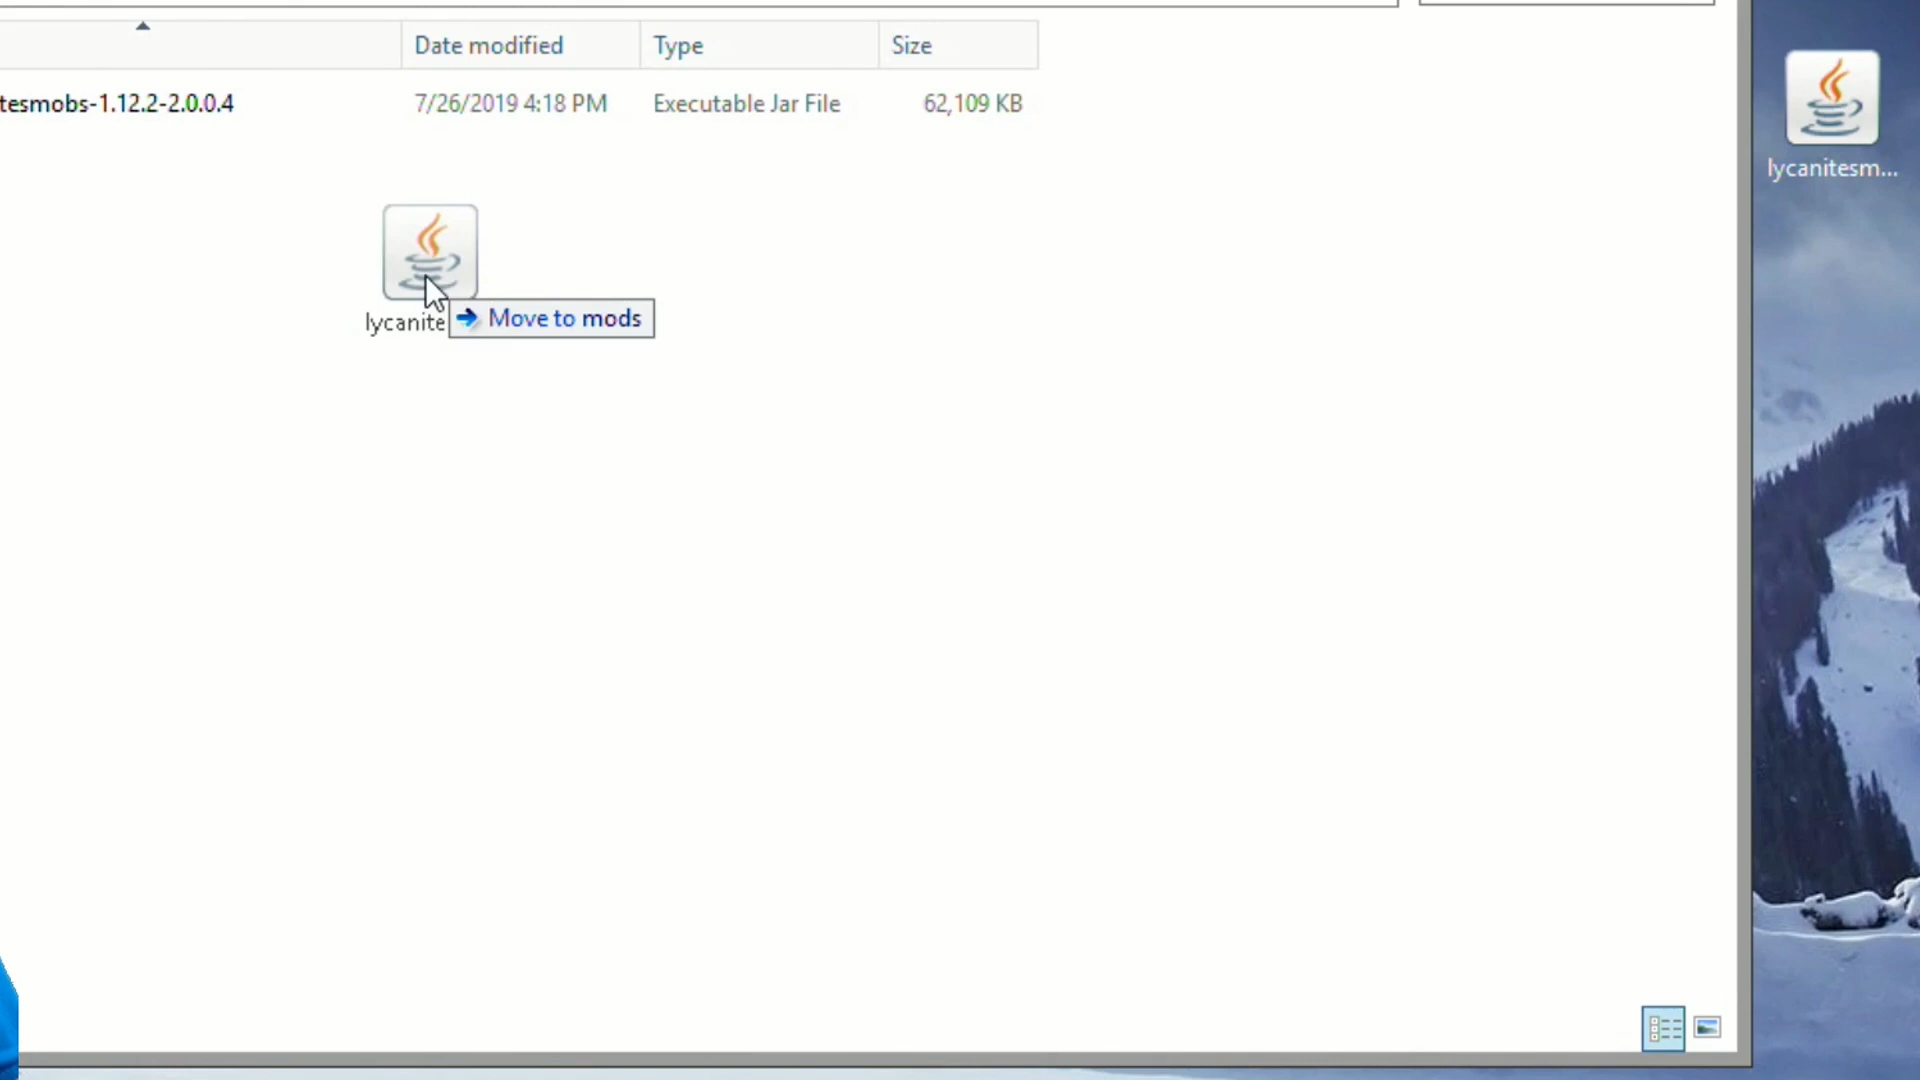 Date modified Type Size
tesmobs-1.12.2-2.0.0.4 7/26/2019 4:18 PM Executable Jar File 62,109 KB
lycanitesm...
lycanite Move to mods